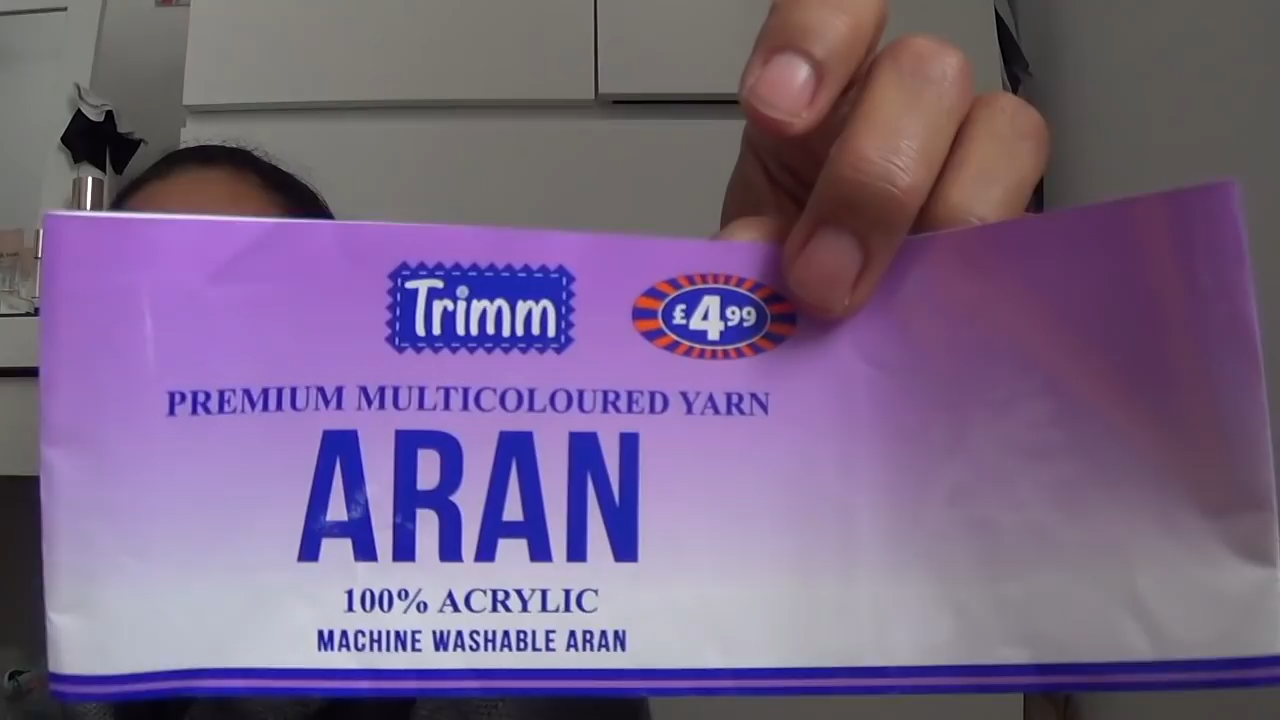 Trimm
£4.99
PREMIUM MULTICOLOURED YARN
ARAN
100% ACRYLIC
MACHINE WASHABLE ARAN